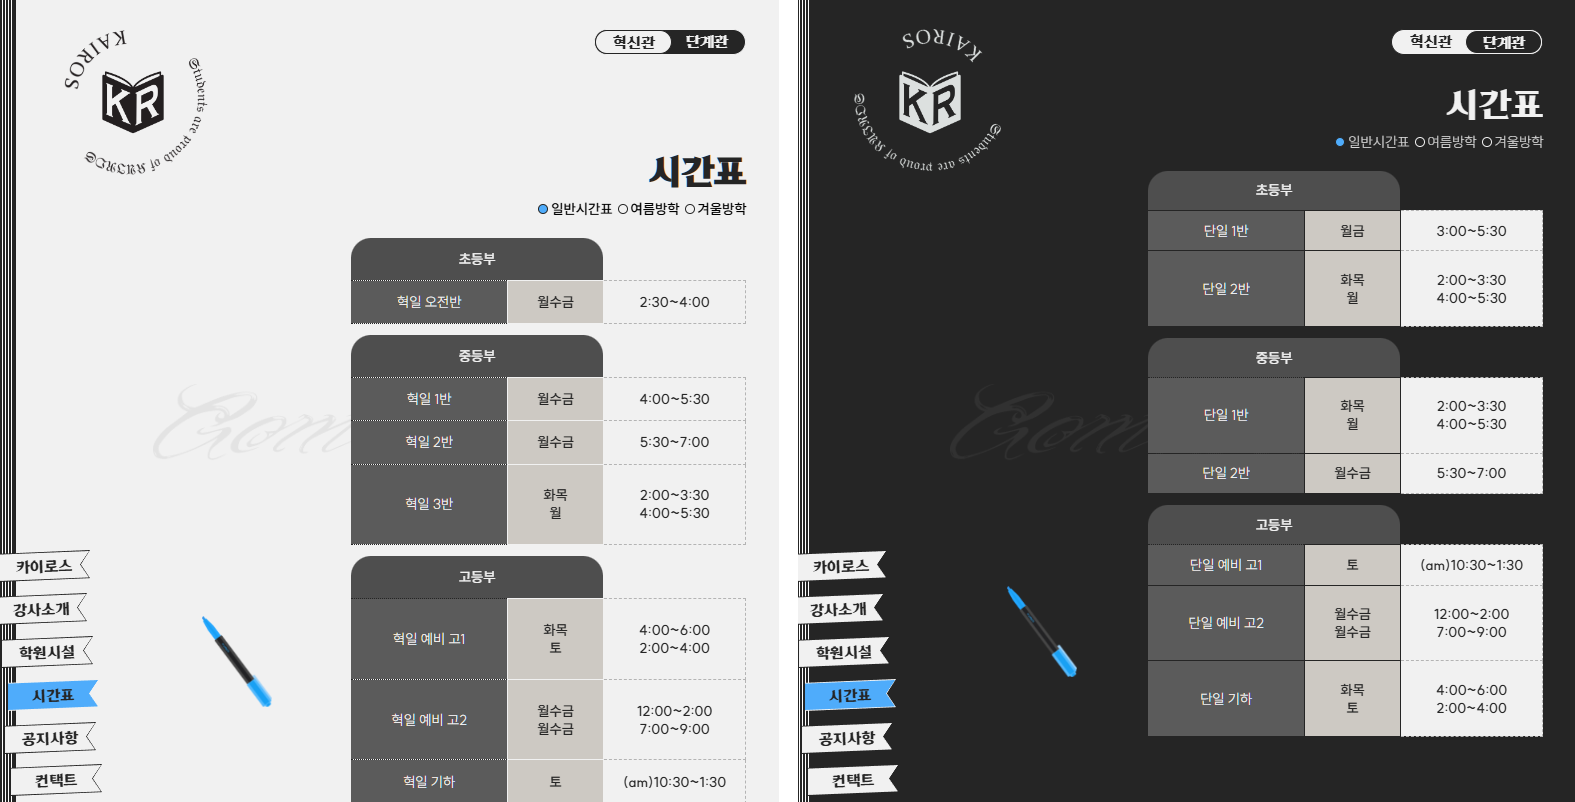 KAIROS
KR
Students are proud of KAIROS
혁신관 단계관
시간표
일반시간표 여름방학 겨울방학
초등부
혁일 오전반 월수금 2:30~4:00
중등부
혁일 1반 월수금 4:00~5:30
혁일 2반 월수금 5:30~7:00
혁일 3반 화목 2:00~3:30
월 4:00~5:30
고등부
혁일 예비 고1 화목 4:00~6:00
토 2:00~4:00
혁일 예비 고2 월수금 12:00~2:00
월수금 7:00~9:00
혁일 기하 토 (am)10:30~1:30
Com
카이로스
강사소개
학원시설
시간표
공지사항
컨택트
KAIROS
KR
Students are proud of KAIROS
혁신관 단계관
시간표
일반시간표 여름방학 겨울방학
초등부
단일 1반 월금 3:00~5:30
단일 2반 화목 2:00~3:30
월 4:00~5:30
중등부
단일 1반 화목 2:00~3:30
월 4:00~5:30
단일 2반 월수금 5:30~7:00
고등부
단일 예비 고1 토 (am)10:30~1:30
단일 예비 고2 월수금 12:00~2:00
월수금 7:00~9:00
단일 기하 화목 4:00~6:00
토 2:00~4:00
Com
카이로스
강사소개
학원시설
시간표
공지사항
컨택트